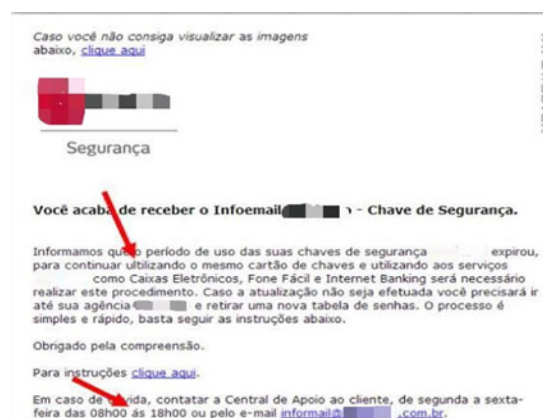 Caso você não consiga visualizar as imagens
abaixo, clique aqui
Segurança
Você acaba de receber o Infoemail - Chave de Segurança.
Informamos que o período de uso das suas chaves de segurança expirou,
para continuar ultilizando o mesmo cartão de chaves e utilizando aos serviços
como Caixas Eletrônicos, Fone Fácil e Internet Banking será necessário
realizar este procedimento. Caso a atualização não seja efetuada você precisará ir
até sua agência e retirar uma nova tabela de senhas. O processo é
simples e rápido, basta seguir as instruções abaixo.
Obrigado pela compreensão.
Para instruções clique aqui.
Em caso de dúvida, contatar a Central de Apoio ao cliente, de segunda a sexta-
feira das 08h00 ás 18h00 ou pelo e-mail informail@ .com.br.